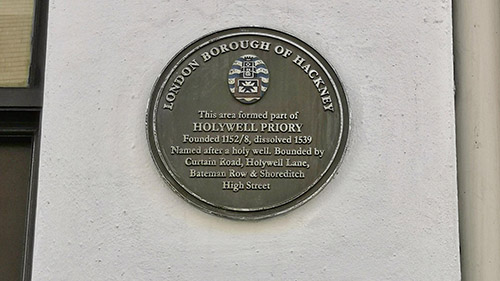 LONDON BOROUGH OF HACKNEY
This area formed part of
HOLYWELL PRIORY
Founded 1152/8, dissolved 1539
Named after a holy well. Bounded by
Curtain Road, Holywell Lane,
Bateman Row & Shoreditch
High Street